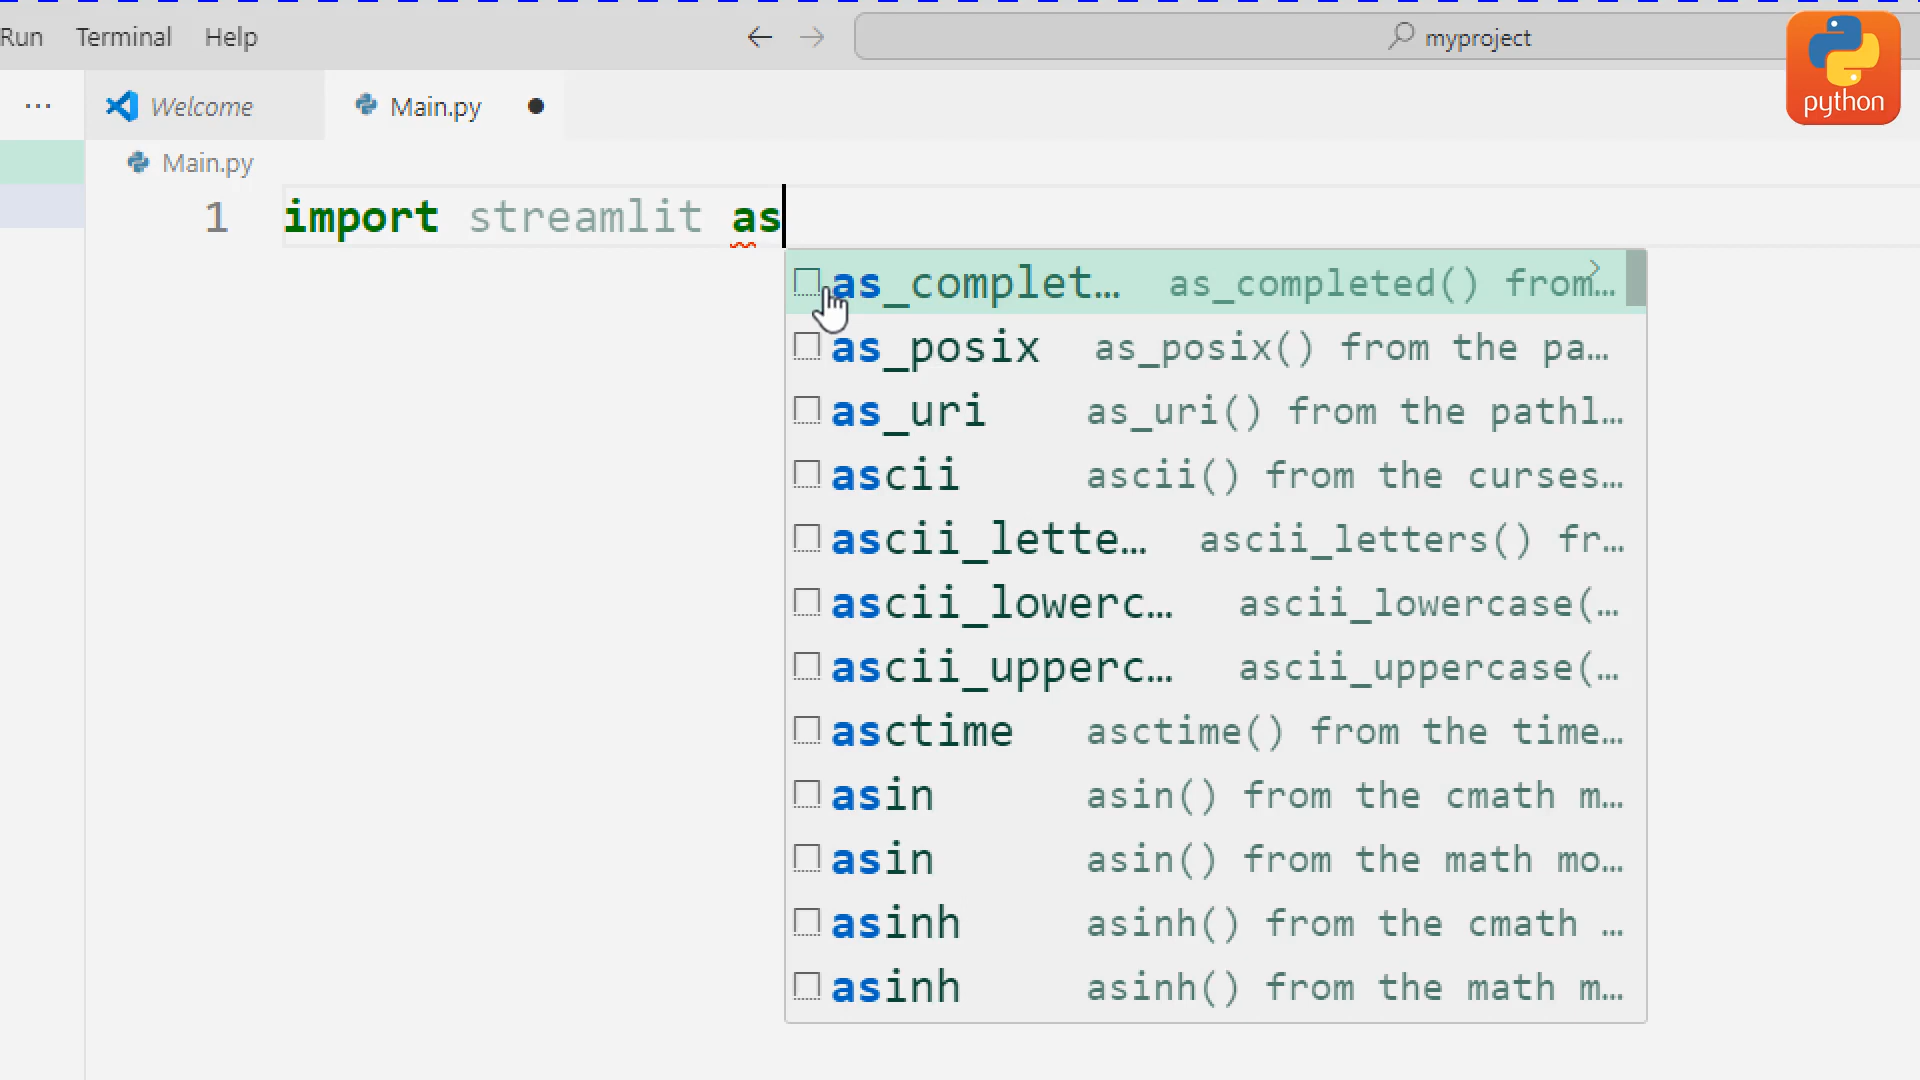 Run Terminal Help
myproject
python
... Welcome Main.py
Main.py
1 import streamlit as
as_complet… as_completed() from…
as_posix as_posix() from the pa…
as_uri as_uri() from the pathl…
ascii ascii() from the curses…
ascii_lette… ascii_letters() fr…
ascii_lowerc… ascii_lowercase(…
ascii_upperc… ascii_uppercase(…
asctime asctime() from the time…
asin asin() from the cmath m…
asin asin() from the math mo…
asinh asinh() from the cmath …
asinh asinh() from the math m…